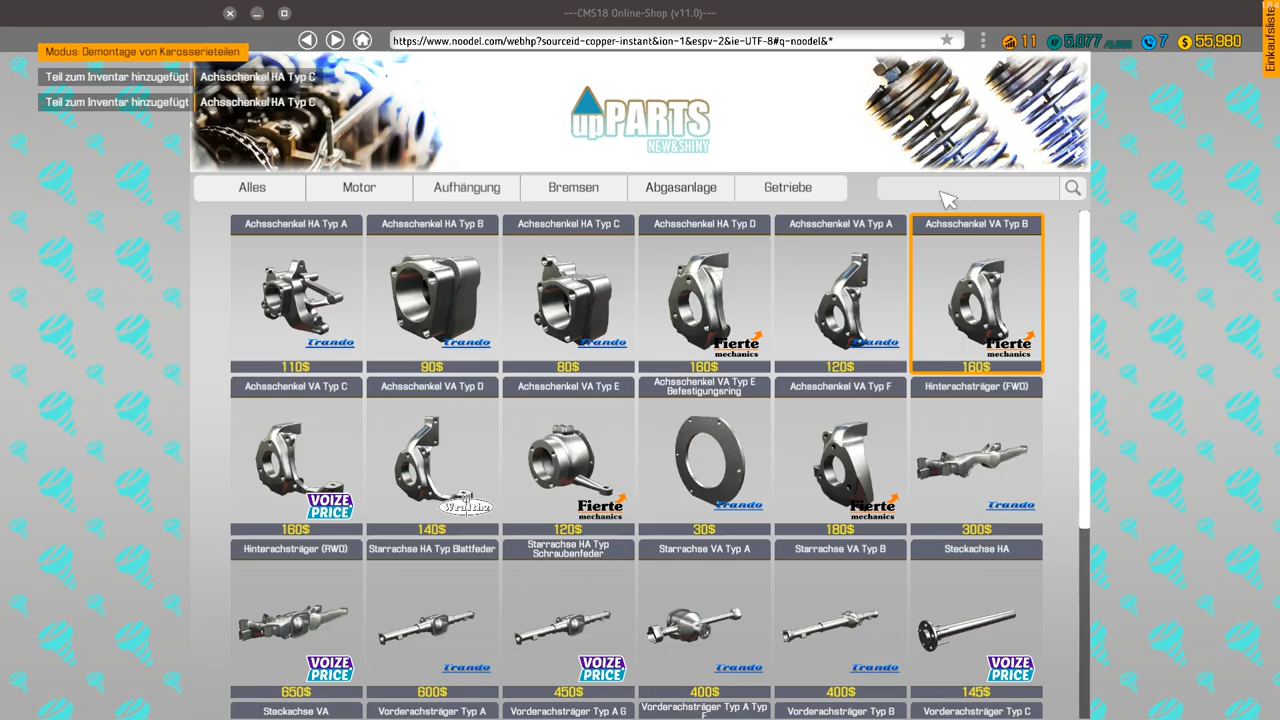 ---CMS18 Online-Shop (v11.0)---
https://www.noodel.com/webhp?sourceid-copper-instant&ion-1&espv-2&ie-UTF-8#q-noodel&*
11
5,077
7
$ 55,980
Einkaufsliste
Modus: Demontage von Karosserieteilen
Teil zum Inventar hinzugefügt Achsschenkel HA Typ C
Teil zum Inventar hinzugefügt Achsschenkel HA Typ C
upPARTS
NEW&SHINY
Alles Motor Aufhängung Bremsen Abgasanlage Getriebe
Achsschenkel HA Typ A Achsschenkel HA Typ B Achsschenkel HA Typ C Achsschenkel HA Typ D Achsschenkel VA Typ A Achsschenkel VA Typ B
Trando Trando Trando Fierte mechanics Trando Fierte mechanics
110$ 90$ 80$ 160$ 120$ 160$
Achsschenkel VA Typ C Achsschenkel VA Typ D Achsschenkel VA Typ E Achsschenkel VA Typ E Befestigungsring Achsschenkel VA Typ F Hinterachsträger (FWD)
VOIZE PRICE Fierte mechanics Trando Fierte mechanics Trando
160$ 140$ 120$ 30$ 180$ 300$
Hinterachsträger (RWD) Starrachse HA Typ Blattfeder Starrachse HA Typ Schraubenfeder Starrachse VA Typ A Starrachse VA Typ B Steckachse HA
VOIZE PRICE Trando VOIZE PRICE Trando Trando VOIZE PRICE
650$ 600$ 450$ 400$ 400$ 145$
Steckachse VA Vorderachsträger Typ A Vorderachsträger Typ A G Vorderachsträger Typ A Typ F Vorderachsträger Typ B Vorderachsträger Typ C